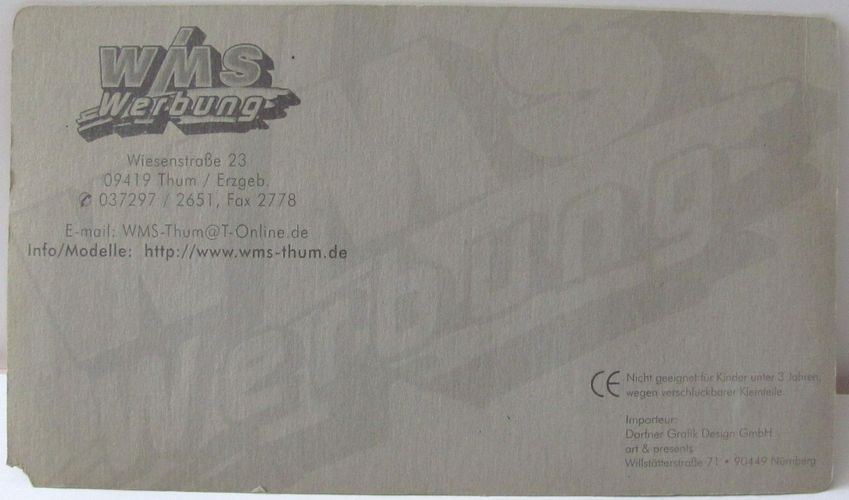 WMS
Werbung
Wiesenstraße 23
09419 Thum / Erzgeb.
✆ 037297 / 2651, Fax 2778
E-mail: WMS-Thum@T-Online.de
Info/Modelle: http://www.wms-thum.de
WMS
Werbung
CE Nicht geeignet für Kinder unter 3 Jahren,
wegen verschluckbarer Kleinteile.
Importeur:
Dorfner Grafik Design GmbH
art & presents
Willstätterstraße 71 • 90449 Nürnberg